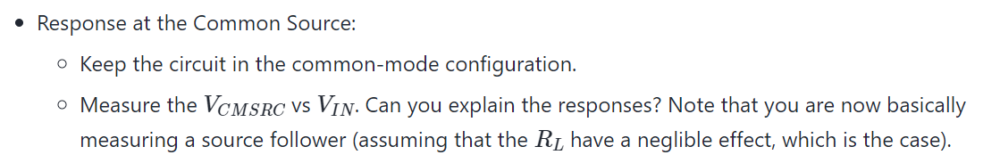 • Response at the Common Source:
◦ Keep the circuit in the common-mode configuration.
◦ Measure the V_{CMSRC} vs V_{IN}. Can you explain the responses? Note that you are now basically
measuring a source follower (assuming that the R_L have a neglible effect, which is the case).